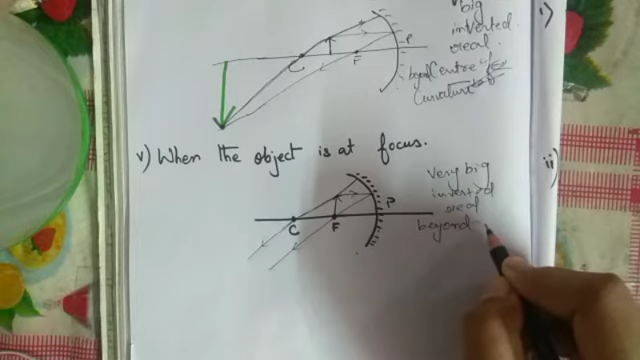 big
inverted
real
beyond Centre of
Curvature
C
F
P
i)
v) When the object is at focus.
C
F
P
Very big
inverted
real
beyond
ii)